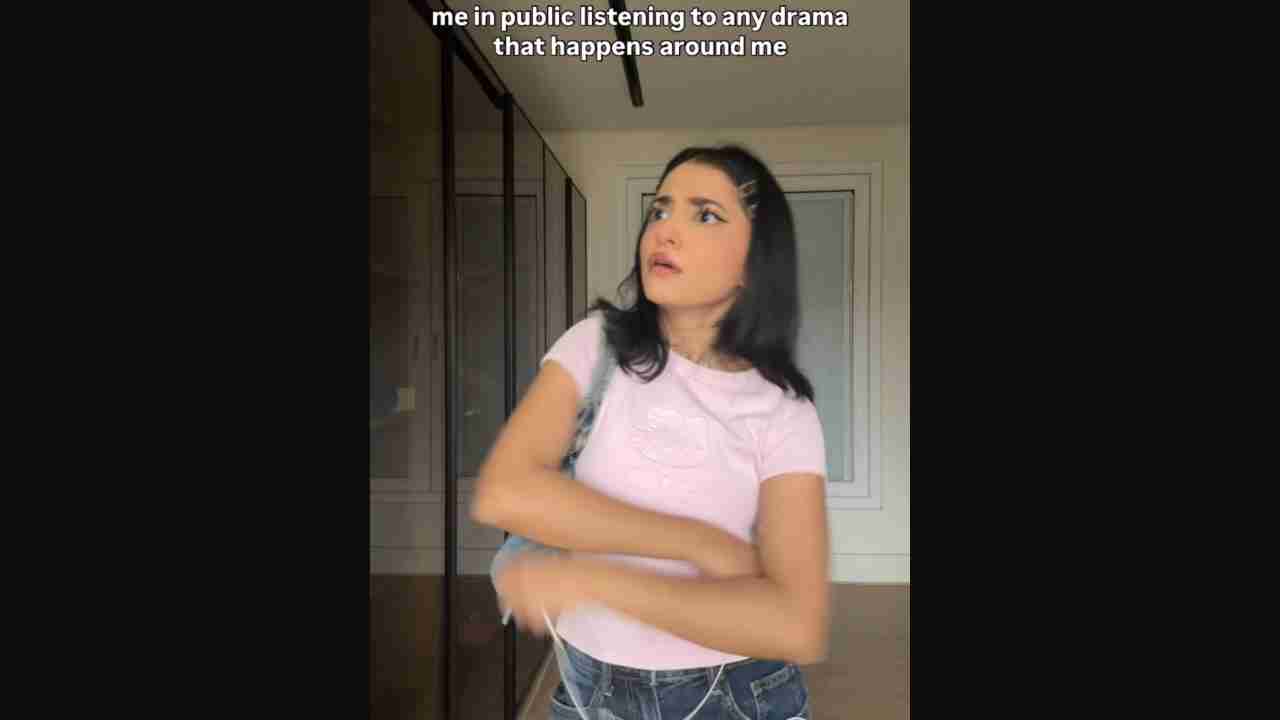 me in public listening to any drama
that happens around me